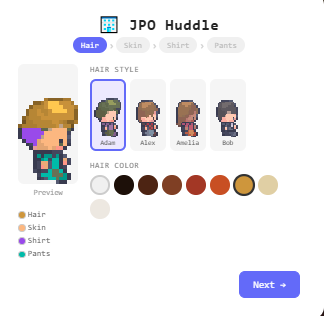 JPO Huddle
Hair › Skin › Shirt › Pants
HAIR STYLE
Adam Alex Amelia Bob
Preview
HAIR COLOR
Hair
Skin
Shirt
Pants
Next →